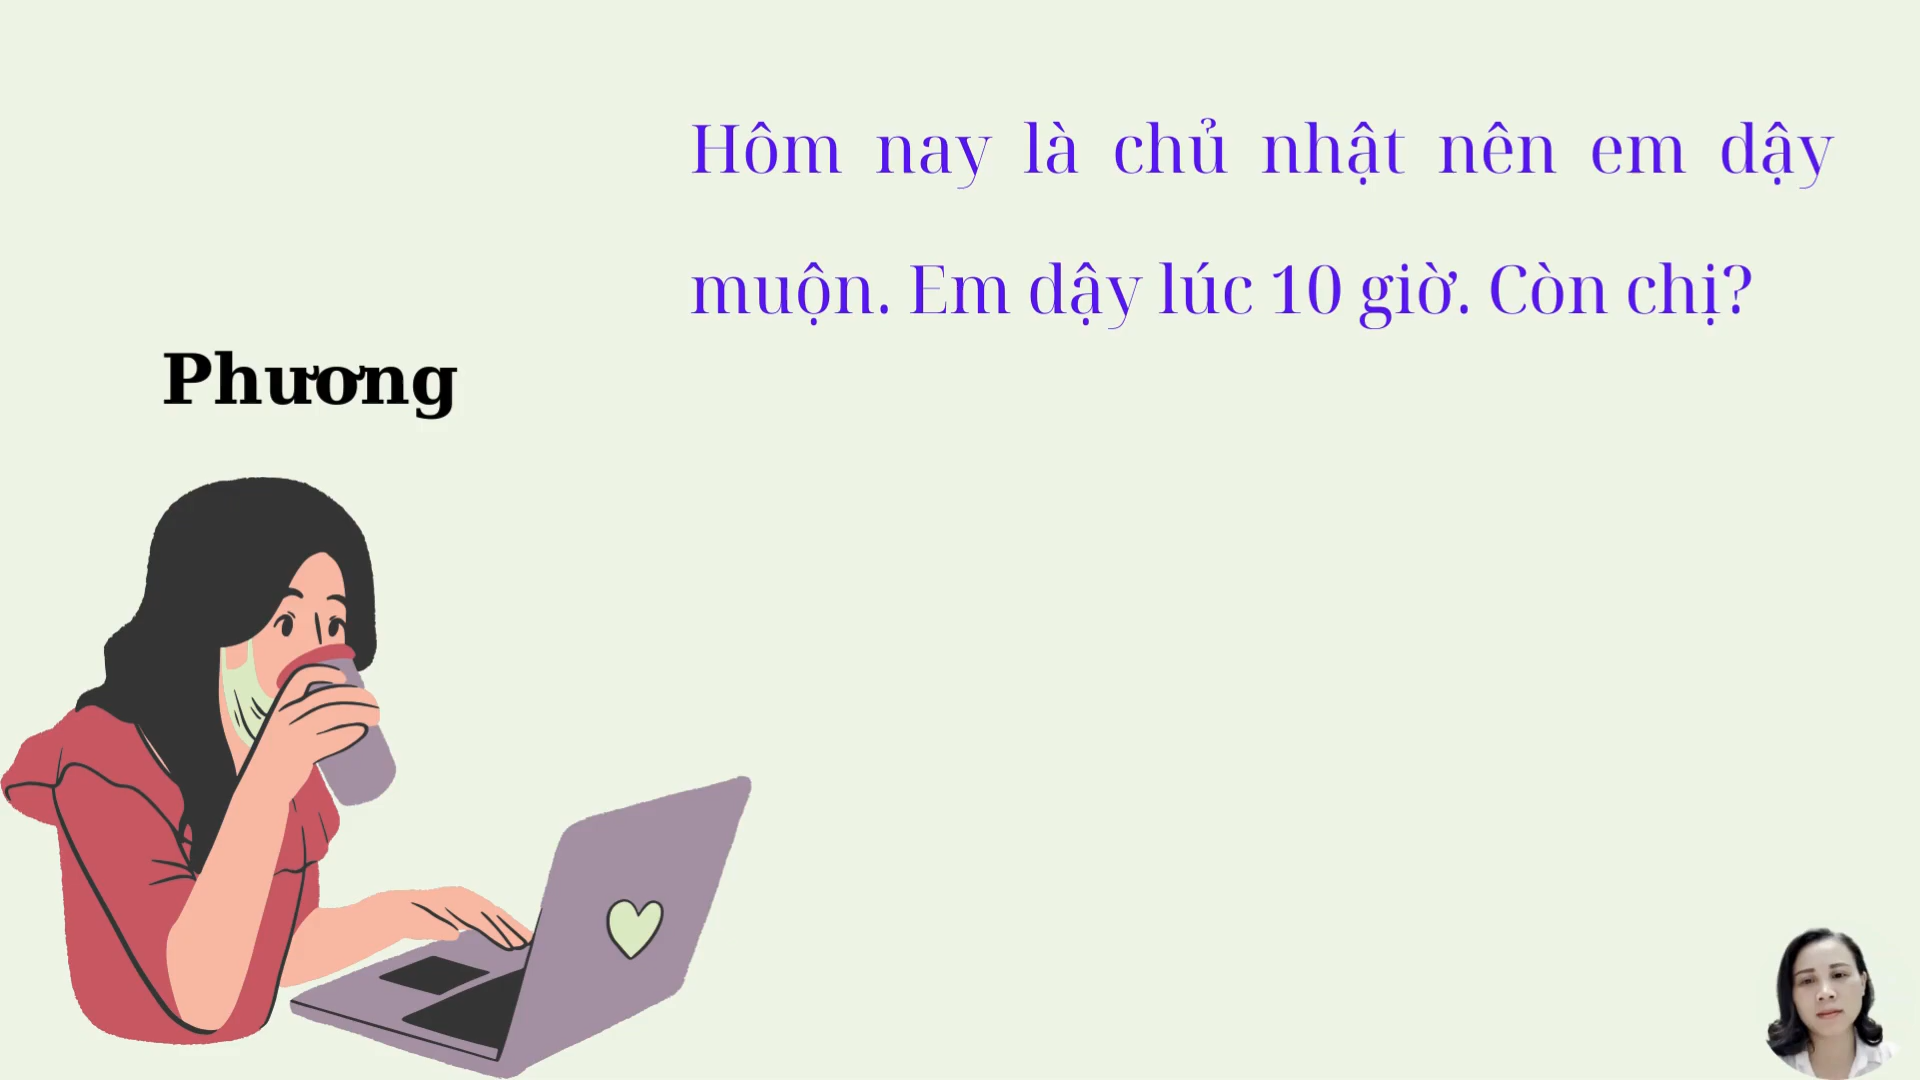 Hôm nay là chủ nhật nên em dậy
muộn. Em dậy lúc 10 giờ. Còn chị?
Phương